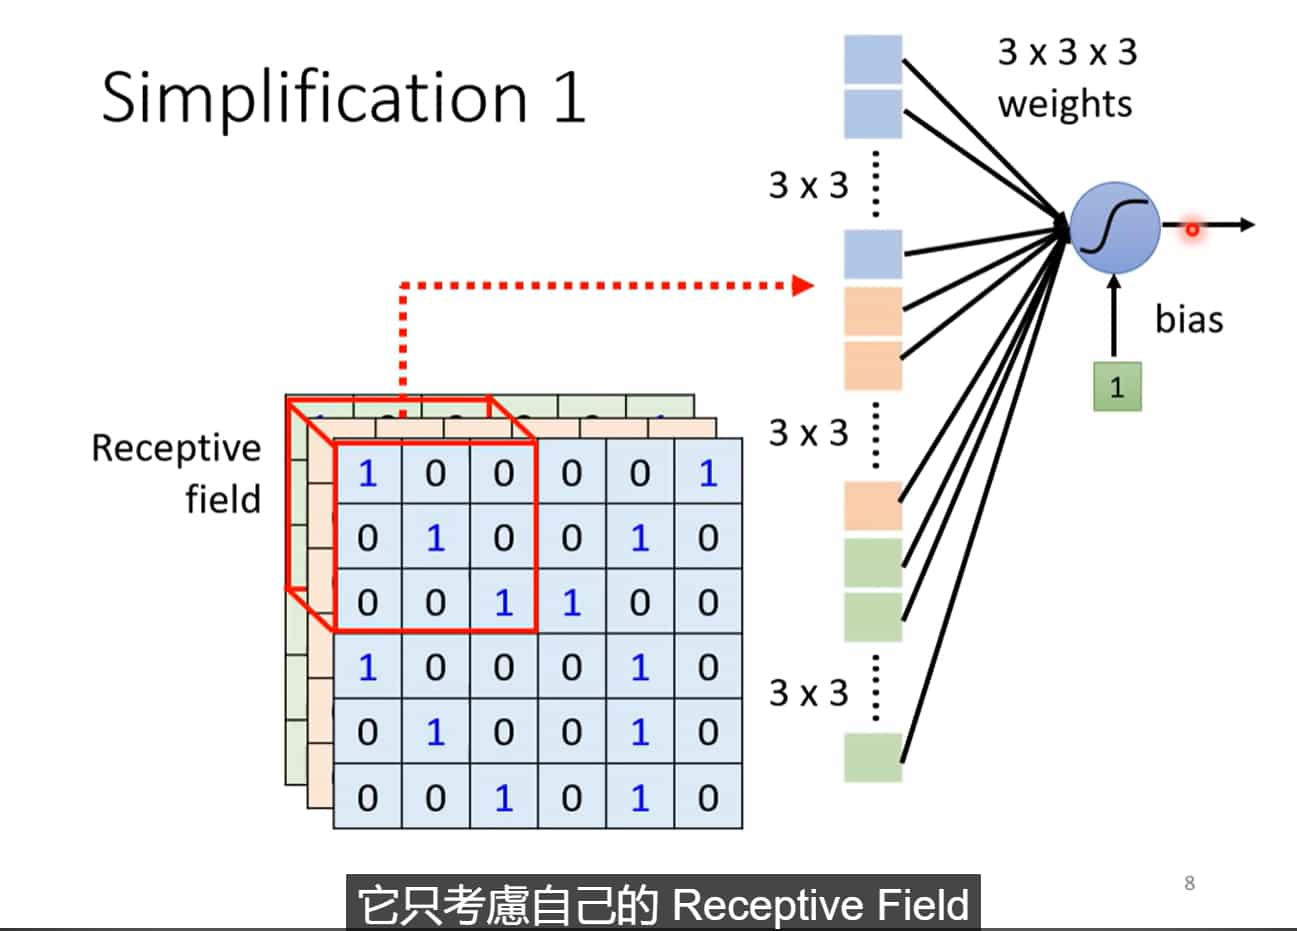 Simplification 1
3 x 3 x 3
weights
3 x 3
bias
1
Receptive
field
3 x 3
1 0 0 0 0 1
0 1 0 0 1 0
0 0 1 1 0 0
1 0 0 0 1 0
0 1 0 0 1 0
0 0 1 0 1 0
3 x 3
8
它只考慮自己的 Receptive Field